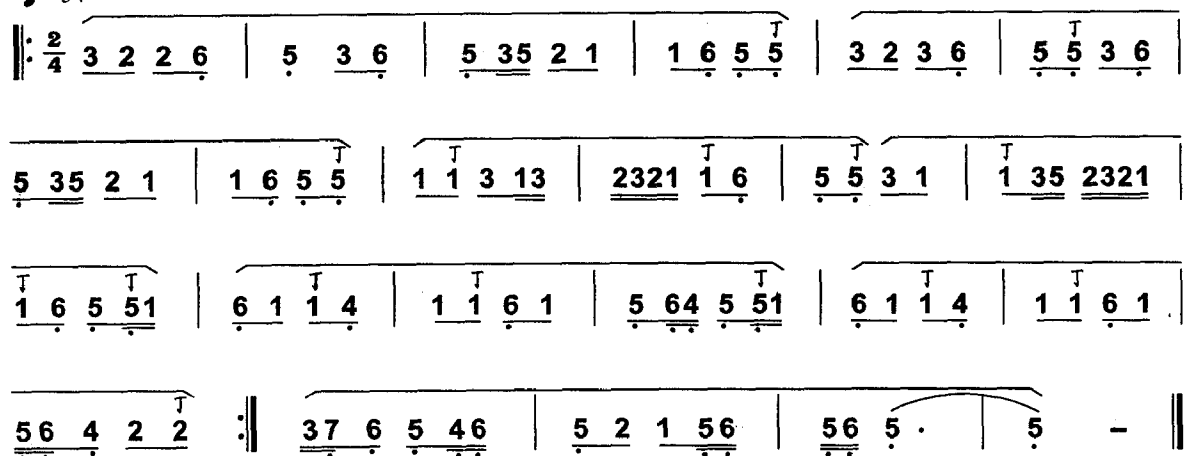 2/4 3 2 2 6 | 5 3 6 | 5 35 2 1 | 1 6 5 5 | 3 2 3 6 | 5 5 3 6 |
5 35 2 1 | 1 6 5 5 | 1 1 3 13 | 2321 1 6 | 5 5 3 1 | 1 35 2321 |
1 6 5 51 | 6 1 1 4 | 1 1 6 1 | 5 64 5 51 | 6 1 1 4 | 1 1 6 1 |
56 4 2 2 :‖ 37 6 5 46 | 5 2 1 56 | 56 5 · | 5 – ‖